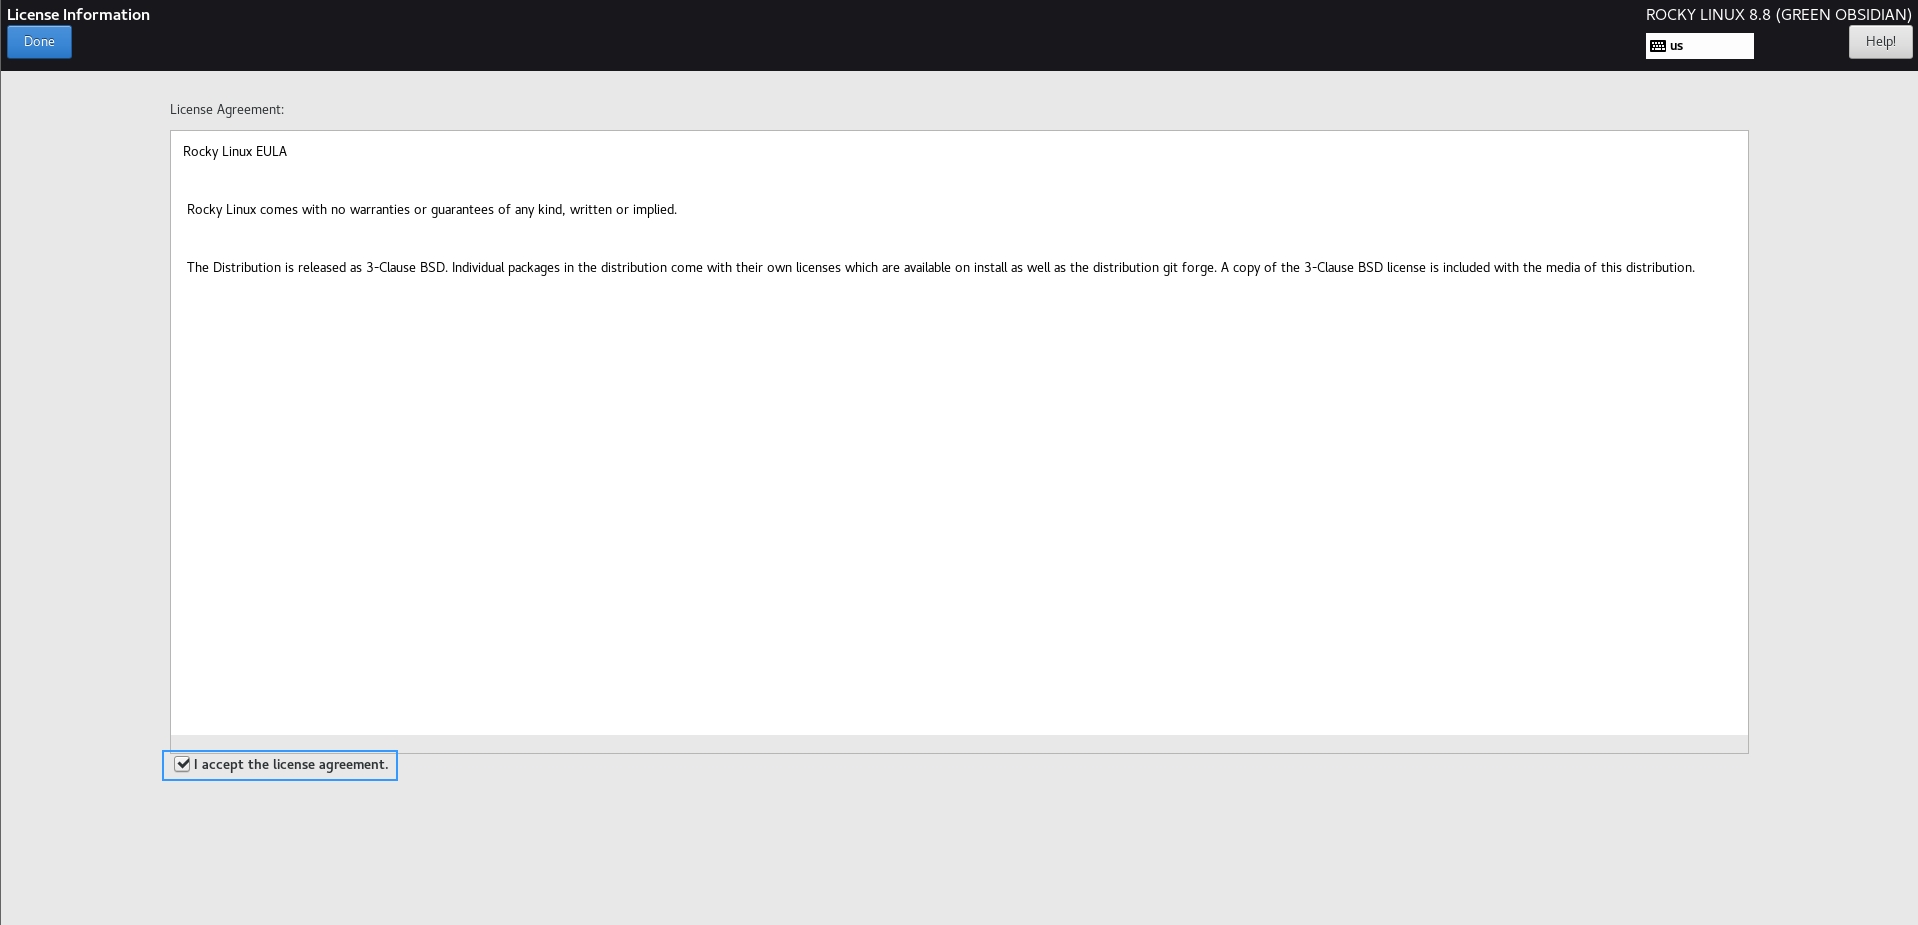 License Information
ROCKY LINUX 8.8 (GREEN OBSIDIAN)
Done
us
Help!
License Agreement:
Rocky Linux EULA
Rocky Linux comes with no warranties or guarantees of any kind, written or implied.
The Distribution is released as 3-Clause BSD. Individual packages in the distribution come with their own licenses which are available on install as well as the distribution git forge. A copy of the 3-Clause BSD license is included with the media of this distribution.
I accept the license agreement.